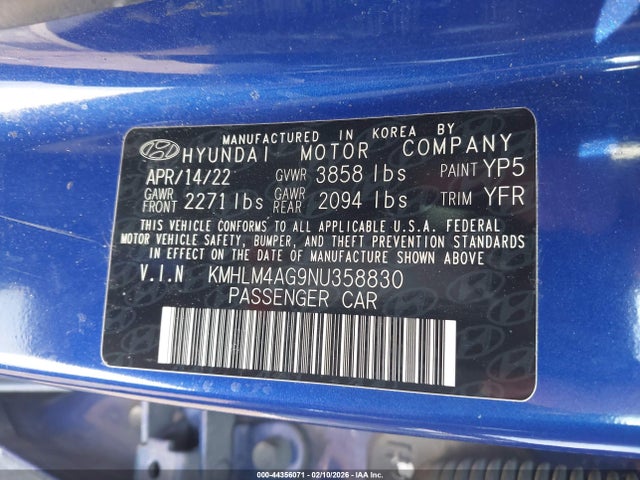 MANUFACTURED IN KOREA BY
HYUNDAI MOTOR COMPANY
APR/14/22 GVWR 3858 lbs PAINT YP5
GAWR FRONT 2271 lbs GAWR REAR 2094 lbs TRIM YFR
THIS VEHICLE CONFORMS TO ALL APPLICABLE U.S.A. FEDERAL
MOTOR VEHICLE SAFETY, BUMPER, AND THEFT PREVENTION STANDARDS
IN EFFECT ON THE DATE OF MANUFACTURE SHOWN ABOVE
V.I.N KMHLM4AG9NU358830
PASSENGER CAR
000-44356071 - 02/10/2026 - IAA Inc.